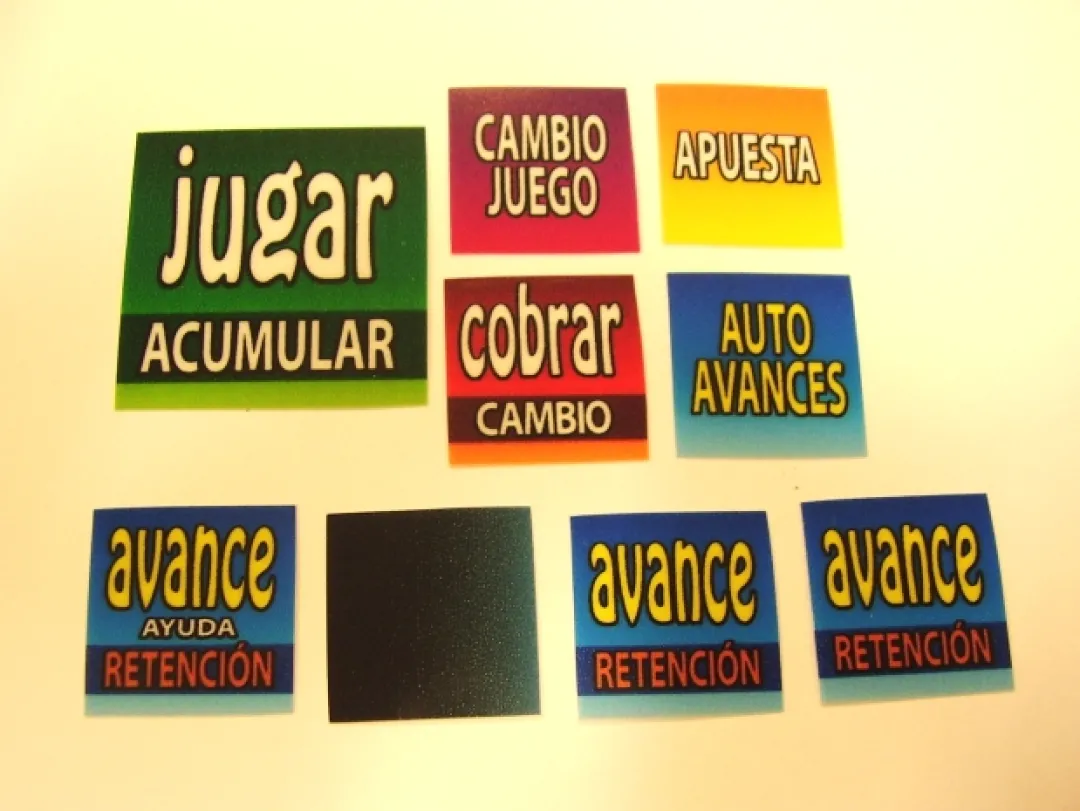 jugar
ACUMULAR
CAMBIO
JUEGO
APUESTA
cobrar
CAMBIO
AUTO
AVANCES
avance
AYUDA
RETENCIÓN
avance
RETENCIÓN
avance
RETENCIÓN